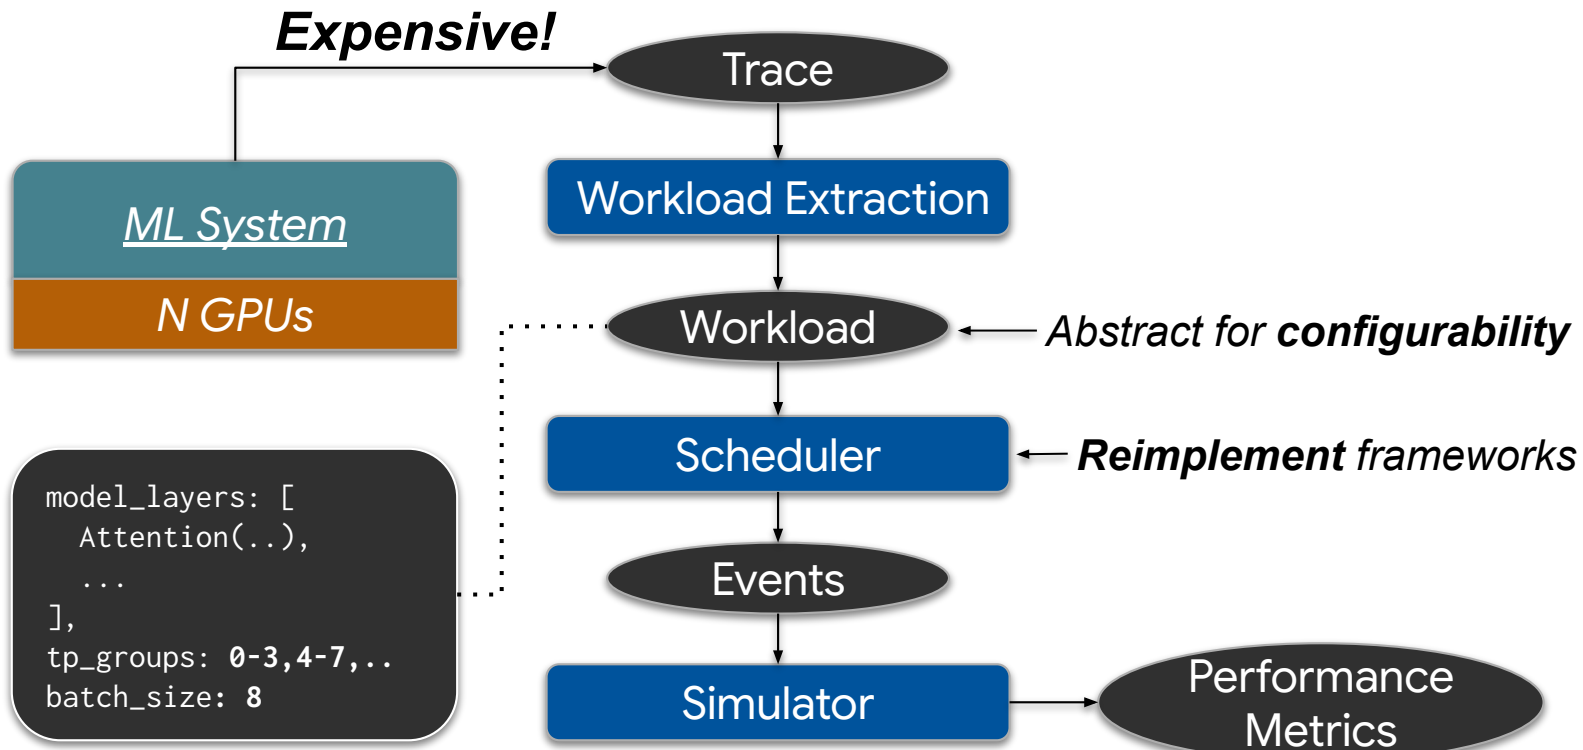 Expensive!
Trace
Workload Extraction
ML System
N GPUs
Workload
Abstract for configurability
Scheduler
Reimplement frameworks
model_layers: [
Attention(..),
...
],
tp_groups: 0-3,4-7,..
batch_size: 8
Events
Simulator
Performance
Metrics